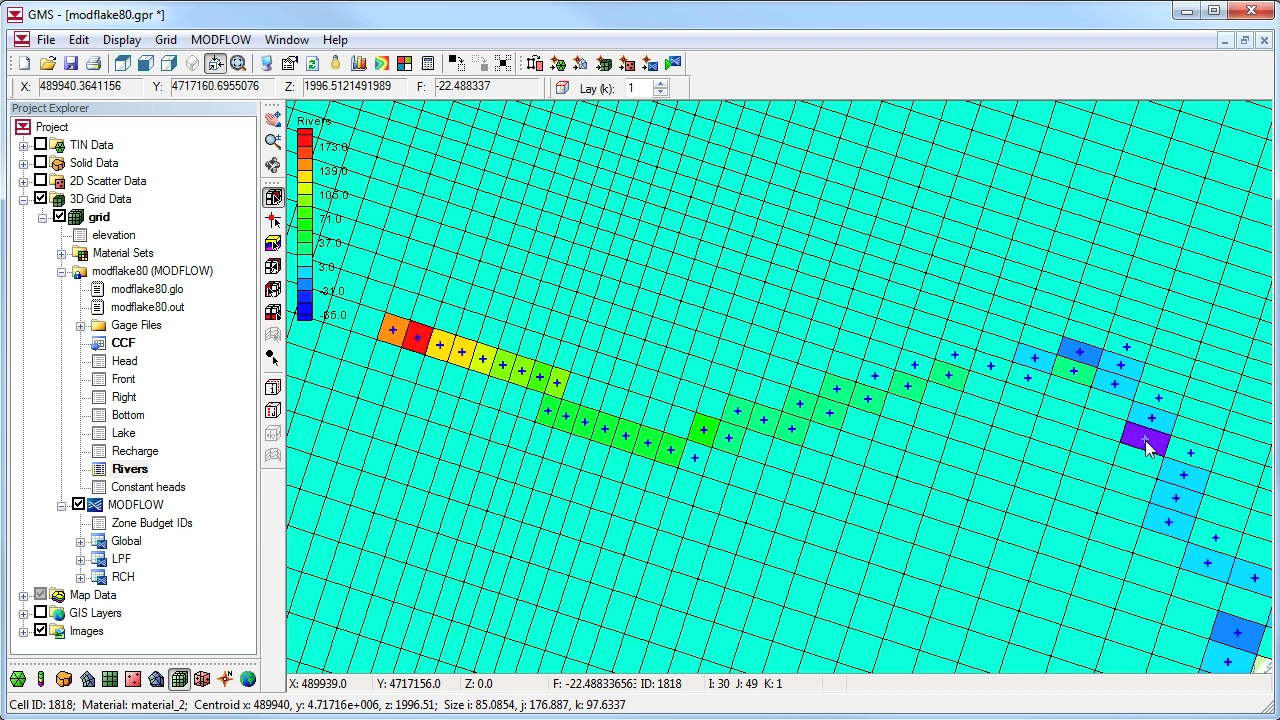 GMS - [modflake80.gpr *]
File Edit Display Grid MODFLOW Window Help
X: 489940.3641156 Y: 4717160.6955076 Z: 1996.5121491989 F: -22.488337 Lay (k): 1
Project Explorer
Project
TIN Data
Solid Data
2D Scatter Data
3D Grid Data
grid
elevation
Material Sets
modflake80 (MODFLOW)
modflake80.glo
modflake80.out
Gage Files
CCF
Head
Front
Right
Bottom
Lake
Recharge
Rivers
Constant heads
MODFLOW
Zone Budget IDs
Global
LPF
RCH
Map Data
GIS Layers
Images
Rivers
173.0
139.0
105.0
71.0
37.0
3.0
-31.0
-65.0
X: 489939.0 Y: 4717156.0 Z: 0.0 F: -22.488336563 ID: 1818 I: 30 J: 49 K: 1
Cell ID: 1818; Material: material_2; Centroid x: 489940, y: 4.71716e+006, z: 1996.51; Size i: 85.0854, j: 176.887, k: 97.6337